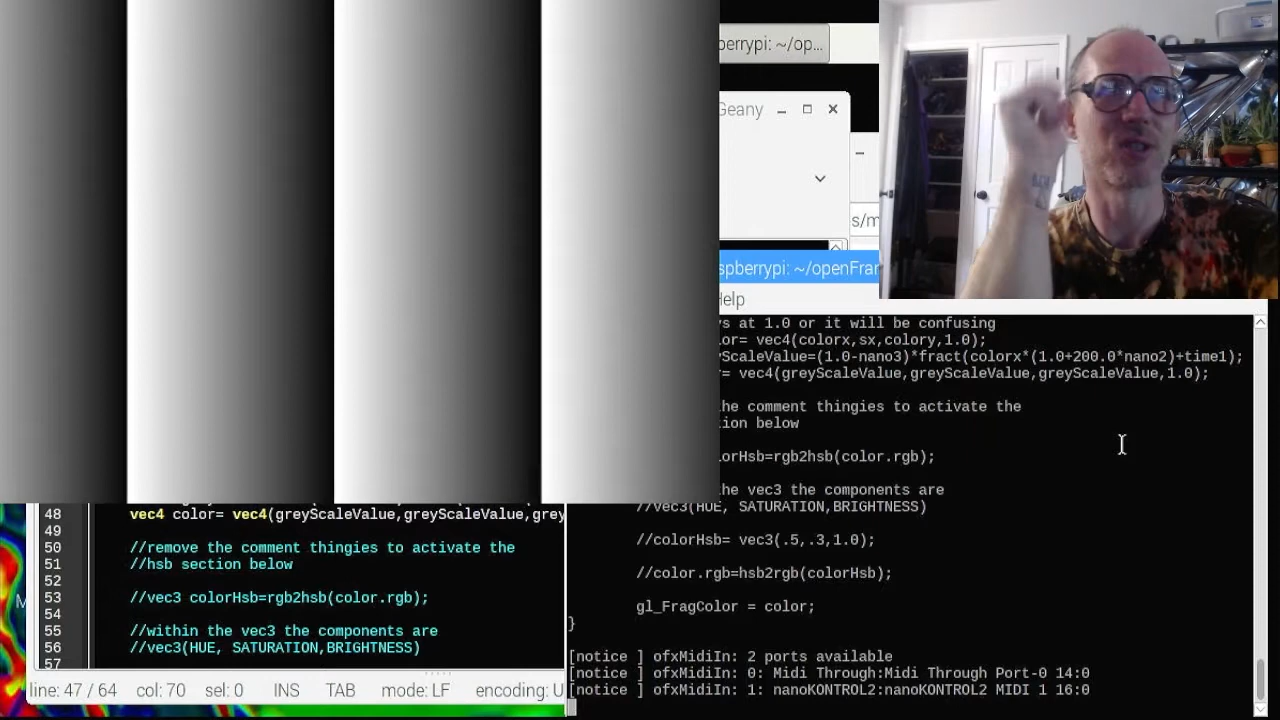 berrypi: ~/op...
Geany
s/m
spberrypi: ~/openFra
Help
ys at 1.0 or it will be confusing
or= vec4(colorx,sx,colory,1.0);
yScaleValue=(1.0-nano3)*fract(colorx*(1.0+200.0*nano2)+time1);
r= vec4(greyScaleValue,greyScaleValue,greyScaleValue,1.0);
he comment thingies to activate the
ion below
orHsb=rgb2hsb(color.rgb);
the vec3 the components are
//vec3(HUE, SATURATION,BRIGHTNESS)
//colorHsb= vec3(.5,.3,1.0);
//color.rgb=hsb2rgb(colorHsb);
gl_FragColor = color;
}
[notice ] ofxMidiIn: 2 ports available
[notice ] ofxMidiIn: 0: Midi Through:Midi Through Port-0 14:0
[notice ] ofxMidiIn: 1: nanoKONTROL2:nanoKONTROL2 MIDI 1 16:0
48 vec4 color= vec4(greyScaleValue,greyScaleValue,grey
49
50 //remove the comment thingies to activate the
51 //hsb section below
52
53 //vec3 colorHsb=rgb2hsb(color.rgb);
54
55 //within the vec3 the components are
56 //vec3(HUE, SATURATION,BRIGHTNESS)
57
M
line: 47 / 64 col: 70 sel: 0 INS TAB mode: LF encoding: U